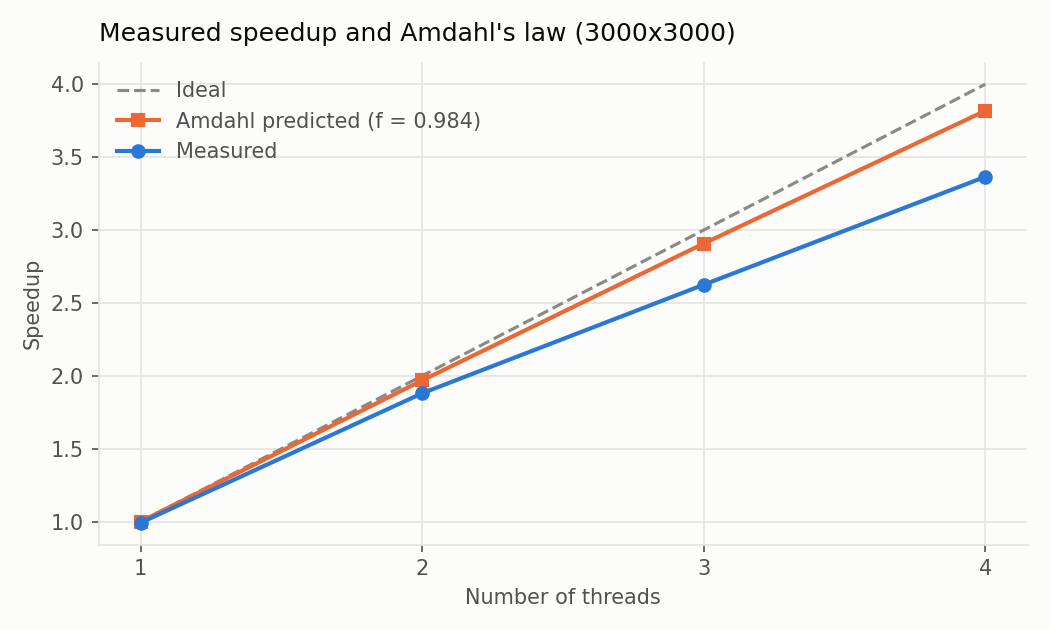 Measured speedup and Amdahl's law (3000x3000)
Ideal
Amdahl predicted (f = 0.984)
Measured
4.0
3.5
3.0
2.5
2.0
1.5
1.0
Speedup
1 2 3 4
Number of threads